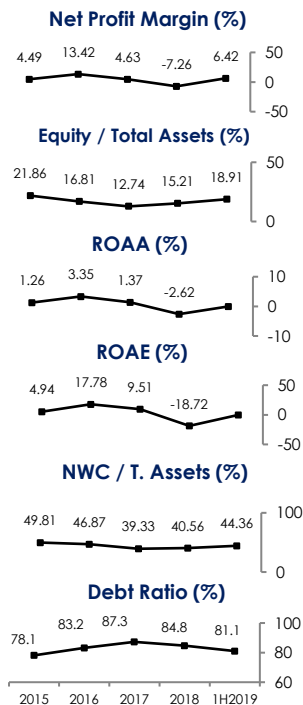 Net Profit Margin (%)
4.49 13.42 4.63 -7.26 6.42
50
0
-50
Equity / Total Assets (%)
21.86 16.81 12.74 15.21 18.91
50
0
ROAA (%)
1.26 3.35 1.37 -2.62
10
0
-10
ROAE (%)
4.94 17.78 9.51 -18.72
50
0
-50
NWC / T. Assets (%)
49.81 46.87 39.33 40.56 44.36
100
0
Debt Ratio (%)
78.1 83.2 87.3 84.8 81.1
100
80
60
2015 2016 2017 2018 1H2019